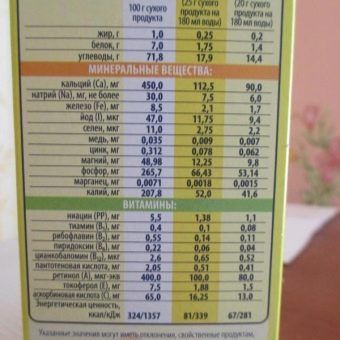 100 г сухого продукта (25 г сухого продукта на 180 мл воды) (20 г сухого продукта на 180 мл воды)
жир, г 1,0 0,25 0,2
белок, г 7,0 1,75 1,4
углеводы, г 71,8 17,9 14,4
МИНЕРАЛЬНЫЕ ВЕЩЕСТВА:
кальций (Ca), мг 450,0 112,5 90,0
натрий (Na), мг, не более 30,0 7,5 6,0
железо (Fe), мг 8,5 2,1 1,7
йод (I), мкг 47,0 11,75 9,4
селен, мкг 11,0 2,75 2,2
медь, мг 0,035 0,009 0,007
цинк, мг 0,312 0,078 0,062
магний, мг 48,98 12,25 9,8
фосфор, мг 265,7 66,43 53,14
марганец, мг 0,0071 0,0018 0,0015
калий, мг 207,8 52,0 41,6
ВИТАМИНЫ:
ниацин (PP), мг 5,5 1,38 1,1
тиамин (B₁), мг 0,4 0,1 0,08
рибофлавин (B₂), мг 0,55 0,14 0,11
пиридоксин (B₆), мг 0,22 0,06 0,04
цианкобаломин (B₁₂), мкг 2,6 0,65 0,52
пантотеновая кислота, мг 2,05 0,51 0,41
ретинол (A), мкг-экв 400,0 100,0 80,0
токоферол (E), мг 7,5 1,88 1,5
аскорбиновая кислота (C), мг 65,0 16,25 13,0
Энергетическая ценность,
ккал/кДж 324/1357 81/339 67/281
Указанные значения могут иметь отклонения, свойственные продуктам,